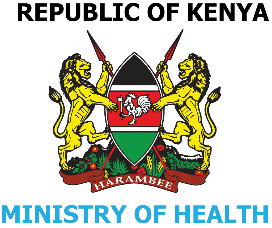 REPUBLIC OF KENYA
HARAMBEE
MINISTRY OF HEALTH